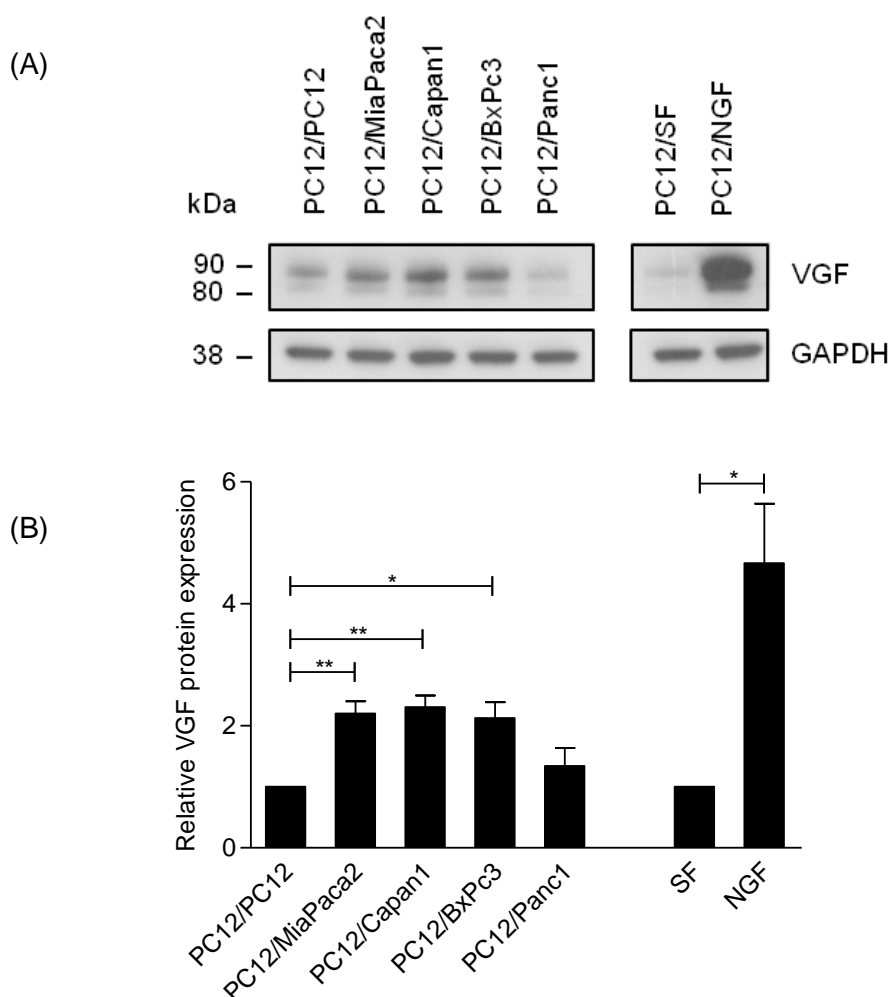 (A)
PC12/PC12
PC12/MiaPaca2
PC12/Capan1
PC12/BxPc3
PC12/Panc1
PC12/SF
PC12/NGF
kDa
90
80
VGF
38
GAPDH
(B)
Relative VGF protein expression
6
4
2
0
*
**
**
*
PC12/PC12
PC12/MiaPaca2
PC12/Capan1
PC12/BxPc3
PC12/Panc1
SF
NGF